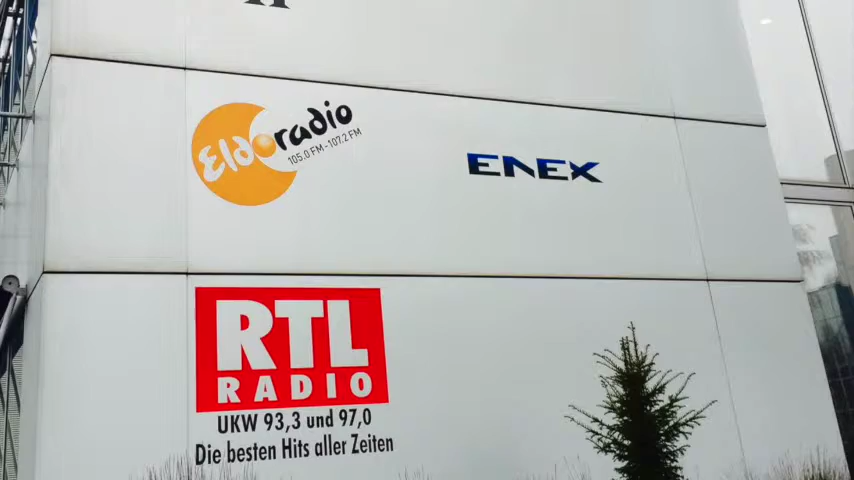 Eldoradio
105.0 FM - 107.2 FM
ENEX
RTL
RADIO
UKW 93,3 und 97,0
Die besten Hits aller Zeiten